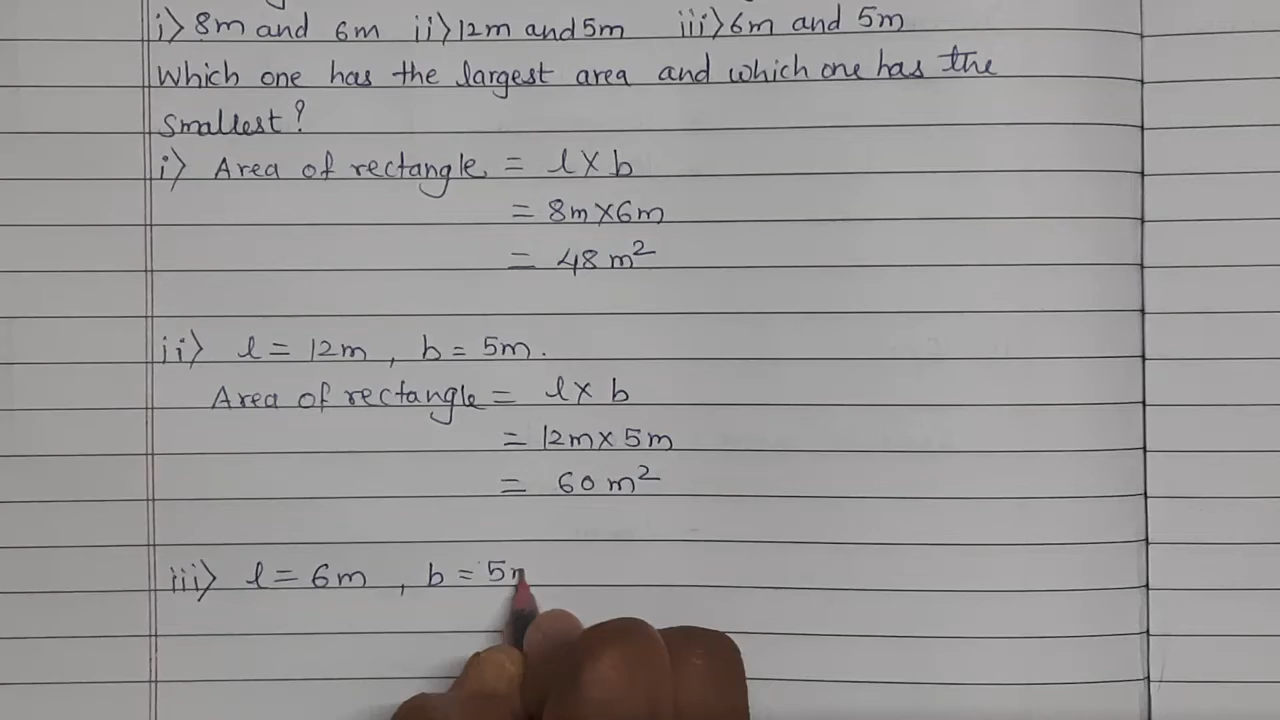 i) 8m and 6m ii) 12m and 5m iii) 6m and 5m
Which one has the largest area and which one has the
smallest?
i) Area of rectangle = l × b
= 8m × 6m
= 48 m²
ii) l = 12m , b = 5m.
Area of rectangle = l × b
= 12m × 5m
= 60 m²
iii) l = 6m , b = 5m